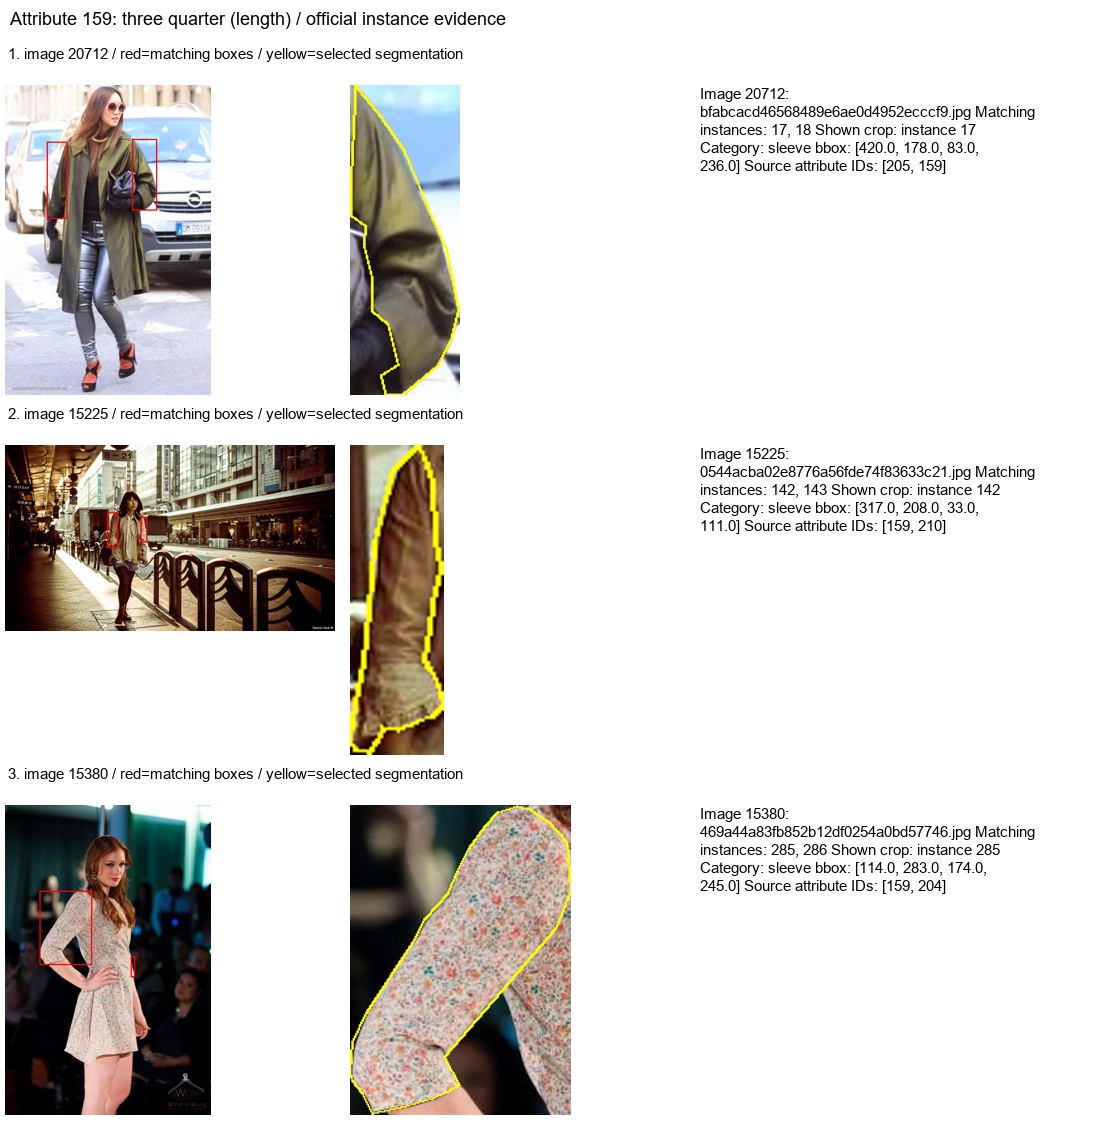 Attribute 159: three quarter (length) / official instance evidence
1. image 20712 / red=matching boxes / yellow=selected segmentation
Image 20712:
bfabcacd46568489e6ae0d4952ecccf9.jpg Matching
instances: 17, 18 Shown crop: instance 17
Category: sleeve bbox: [420.0, 178.0, 83.0,
236.0] Source attribute IDs: [205, 159]
2. image 15225 / red=matching boxes / yellow=selected segmentation
Image 15225:
0544acba02e8776a56fde74f83633c21.jpg Matching
instances: 142, 143 Shown crop: instance 142
Category: sleeve bbox: [317.0, 208.0, 33.0,
111.0] Source attribute IDs: [159, 210]
3. image 15380 / red=matching boxes / yellow=selected segmentation
Image 15380:
469a44a83fb852b12df0254a0bd57746.jpg Matching
instances: 285, 286 Shown crop: instance 285
Category: sleeve bbox: [114.0, 283.0, 174.0,
245.0] Source attribute IDs: [159, 204]